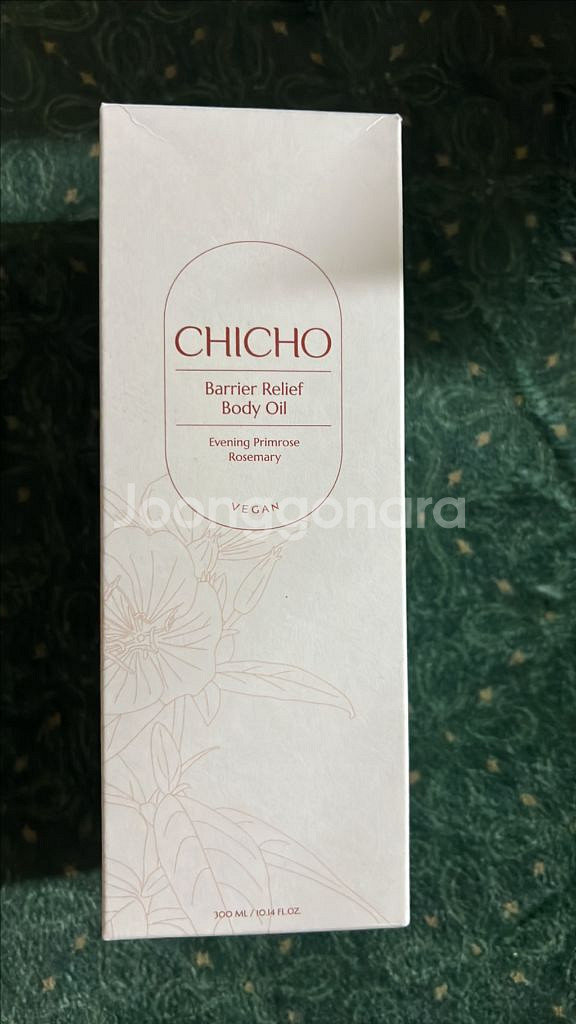 CHICHO
Barrier Relief
Body Oil
Evening Primrose
Rosemary
VEGAN
Joonggonara
300 ML / 10.14 FL.OZ.